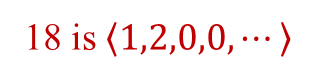 18 is ⟨1,2,0,0, ⋯ ⟩